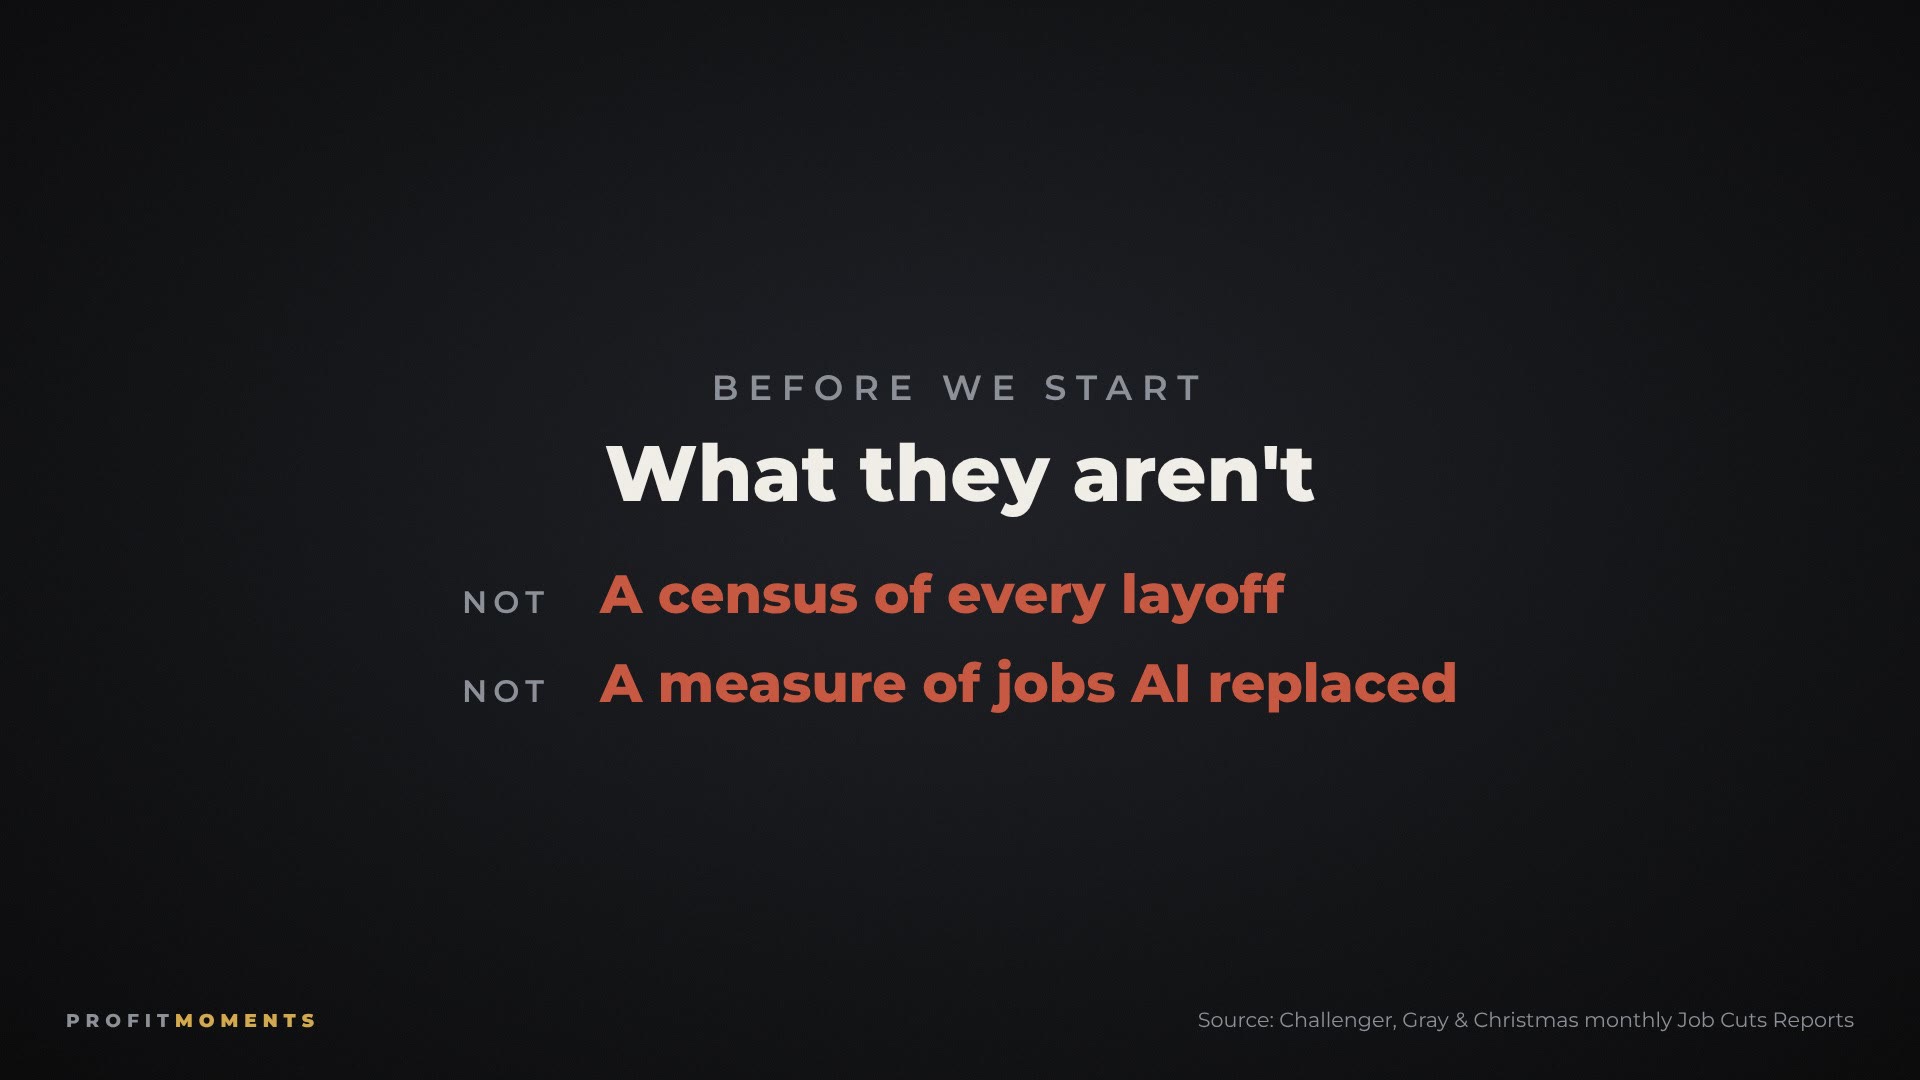 BEFORE WE START
What they aren't
NOT A census of every layoff
NOT A measure of jobs AI replaced
PROFITMOMENTS
Source: Challenger, Gray & Christmas monthly Job Cuts Reports